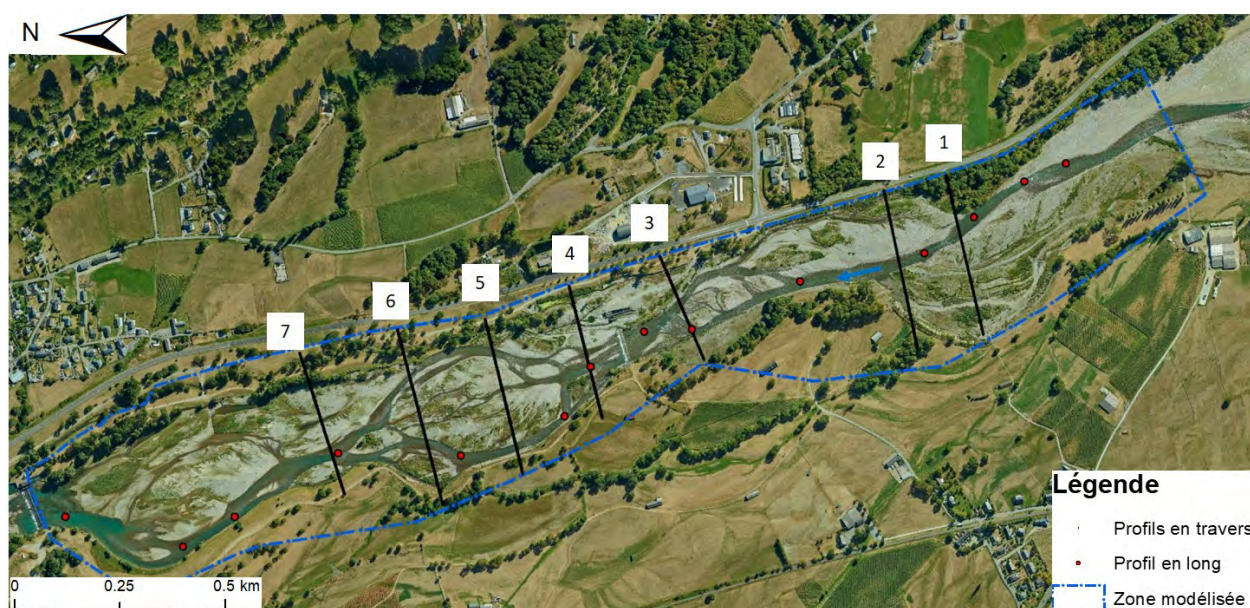 N
1
2
3
4
5
6
7
Légende
Profils en travers
Profil en long
Zone modélisée
0 0.25 0.5 km